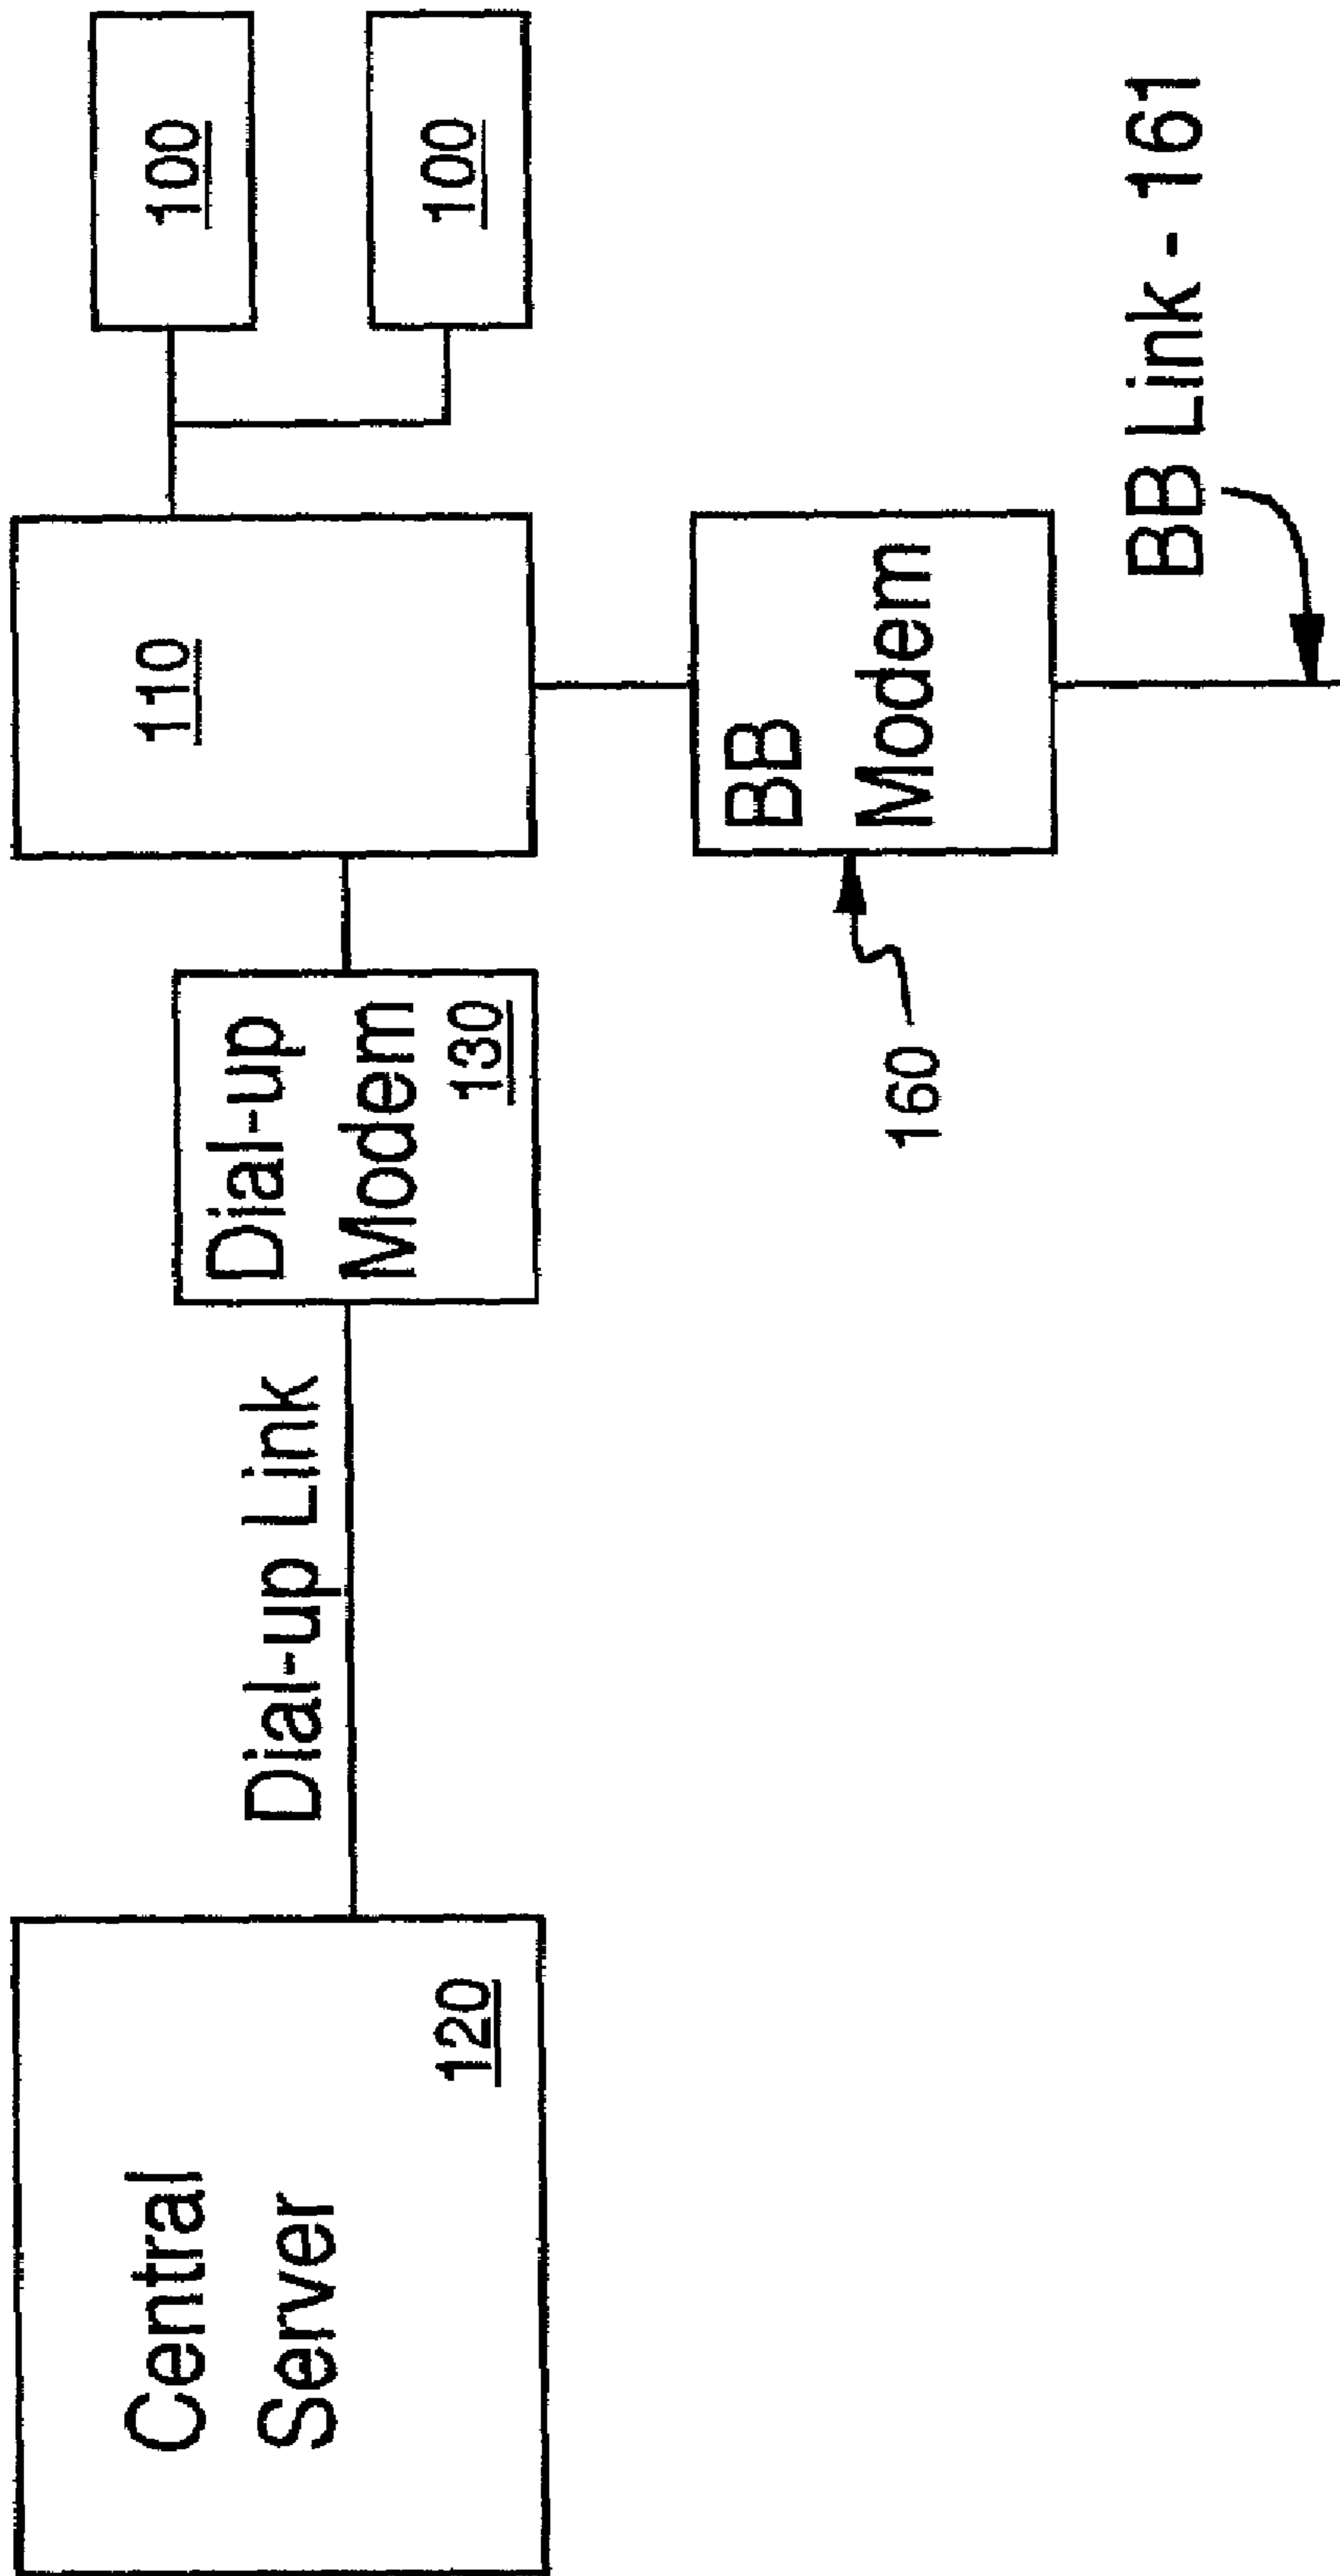 Central
Server
120
Dial-up Link
Dial-up
Modem
130
110
100
100
160
BB
Modem
BB Link - 161